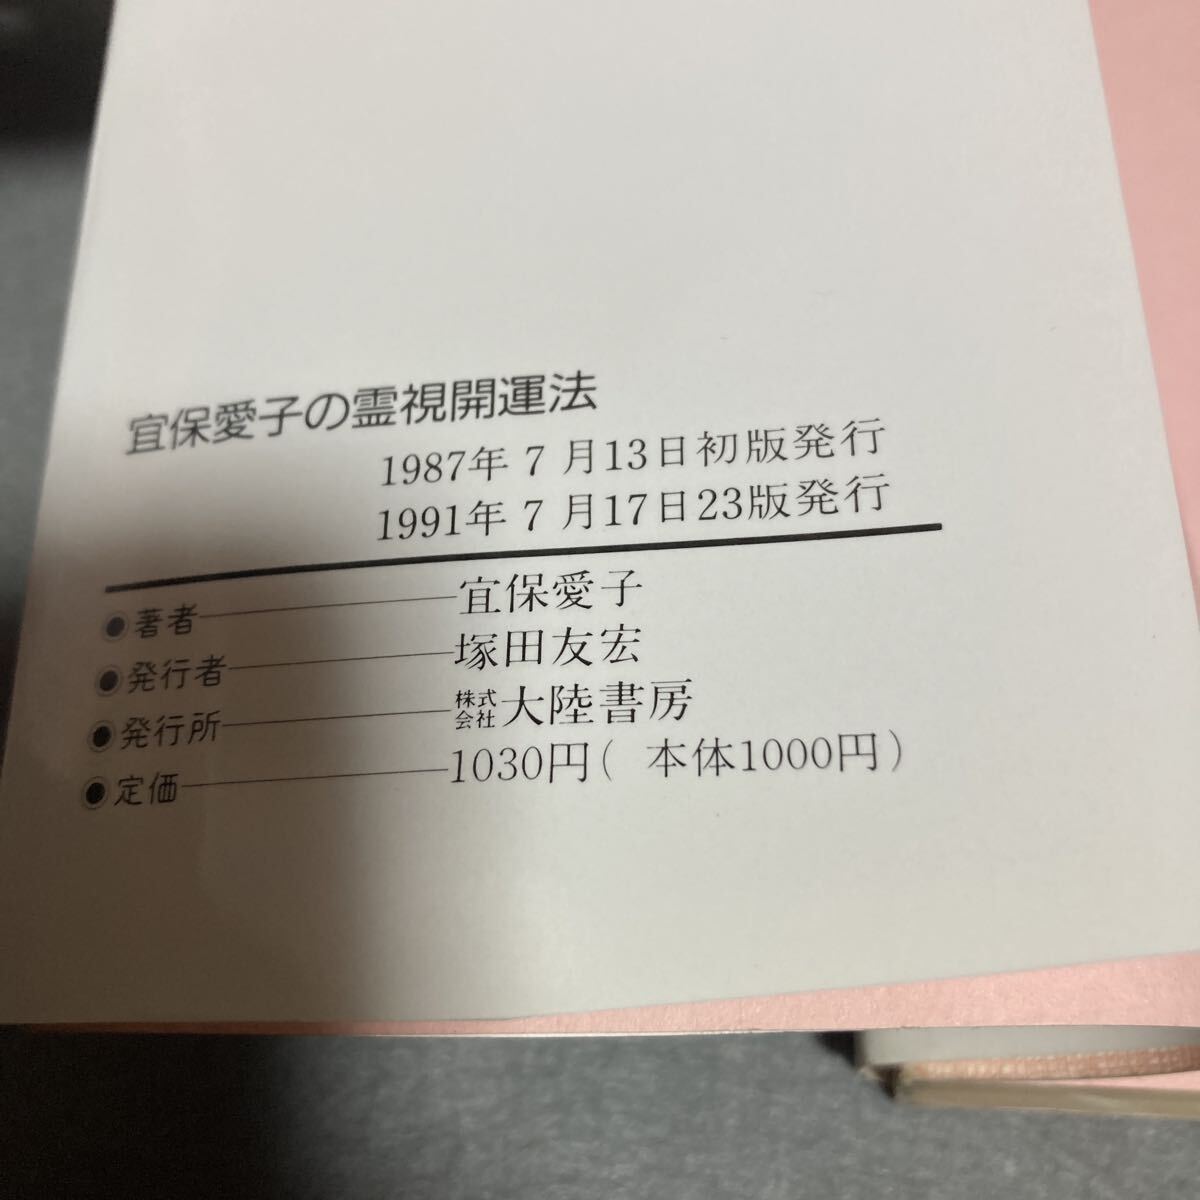 宜保愛子の霊視開運法
1987年 7 月13日初版発行
1991年 7 月17日23版発行
●著者―宜保愛子
●発行者―塚田友宏
●発行所―株式会社大陸書房
●定価―1030円( 本体1000円)